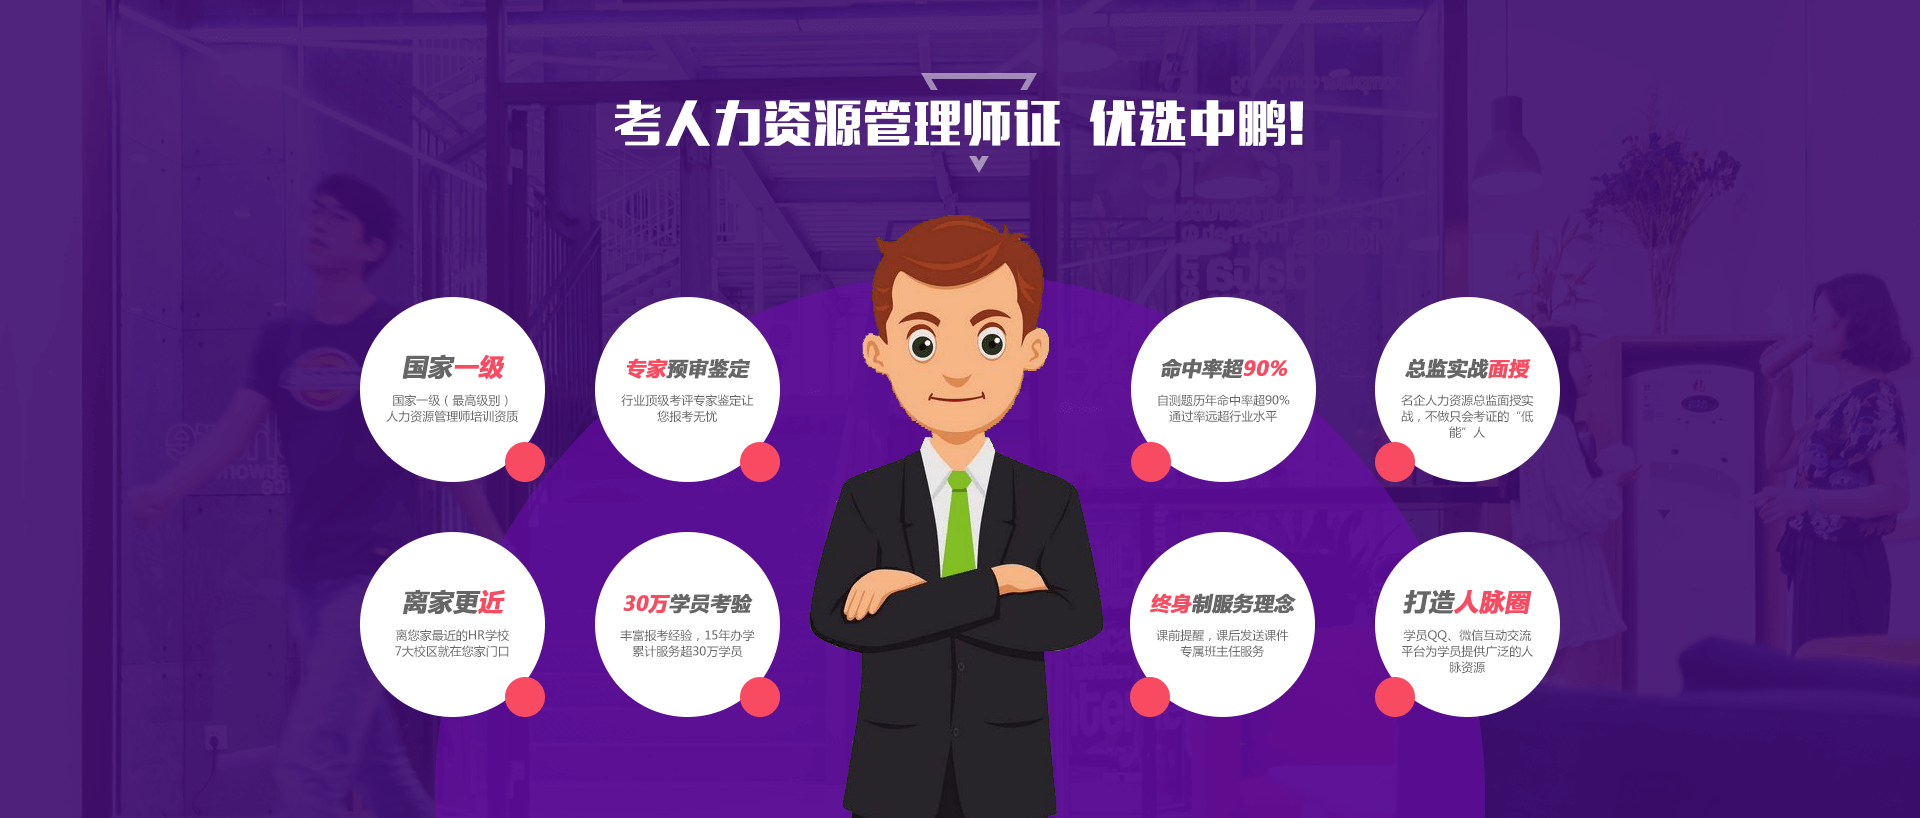 考人力资源管理师证 优选中鹏!
国家一级
国家一级（最高级别）
人力资源管理师培训资质
专家预审鉴定
行业顶级考评专家鉴定让
您报考无忧
命中率超90%
自测题历年命中率超90%
通过率远超行业水平
总监实战面授
名企人力资源总监面授实
战，不做只会考证的“低
能”人
离家更近
离您家最近的HR学校
7大校区就在您家门口
30万学员考验
丰富报考经验，15年办学
累计服务超30万学员
终身制服务理念
课前提醒，课后发送课件
专属班主任服务
打造人脉圈
学员QQ、微信互动交流
平台为学员提供广泛的人
脉资源